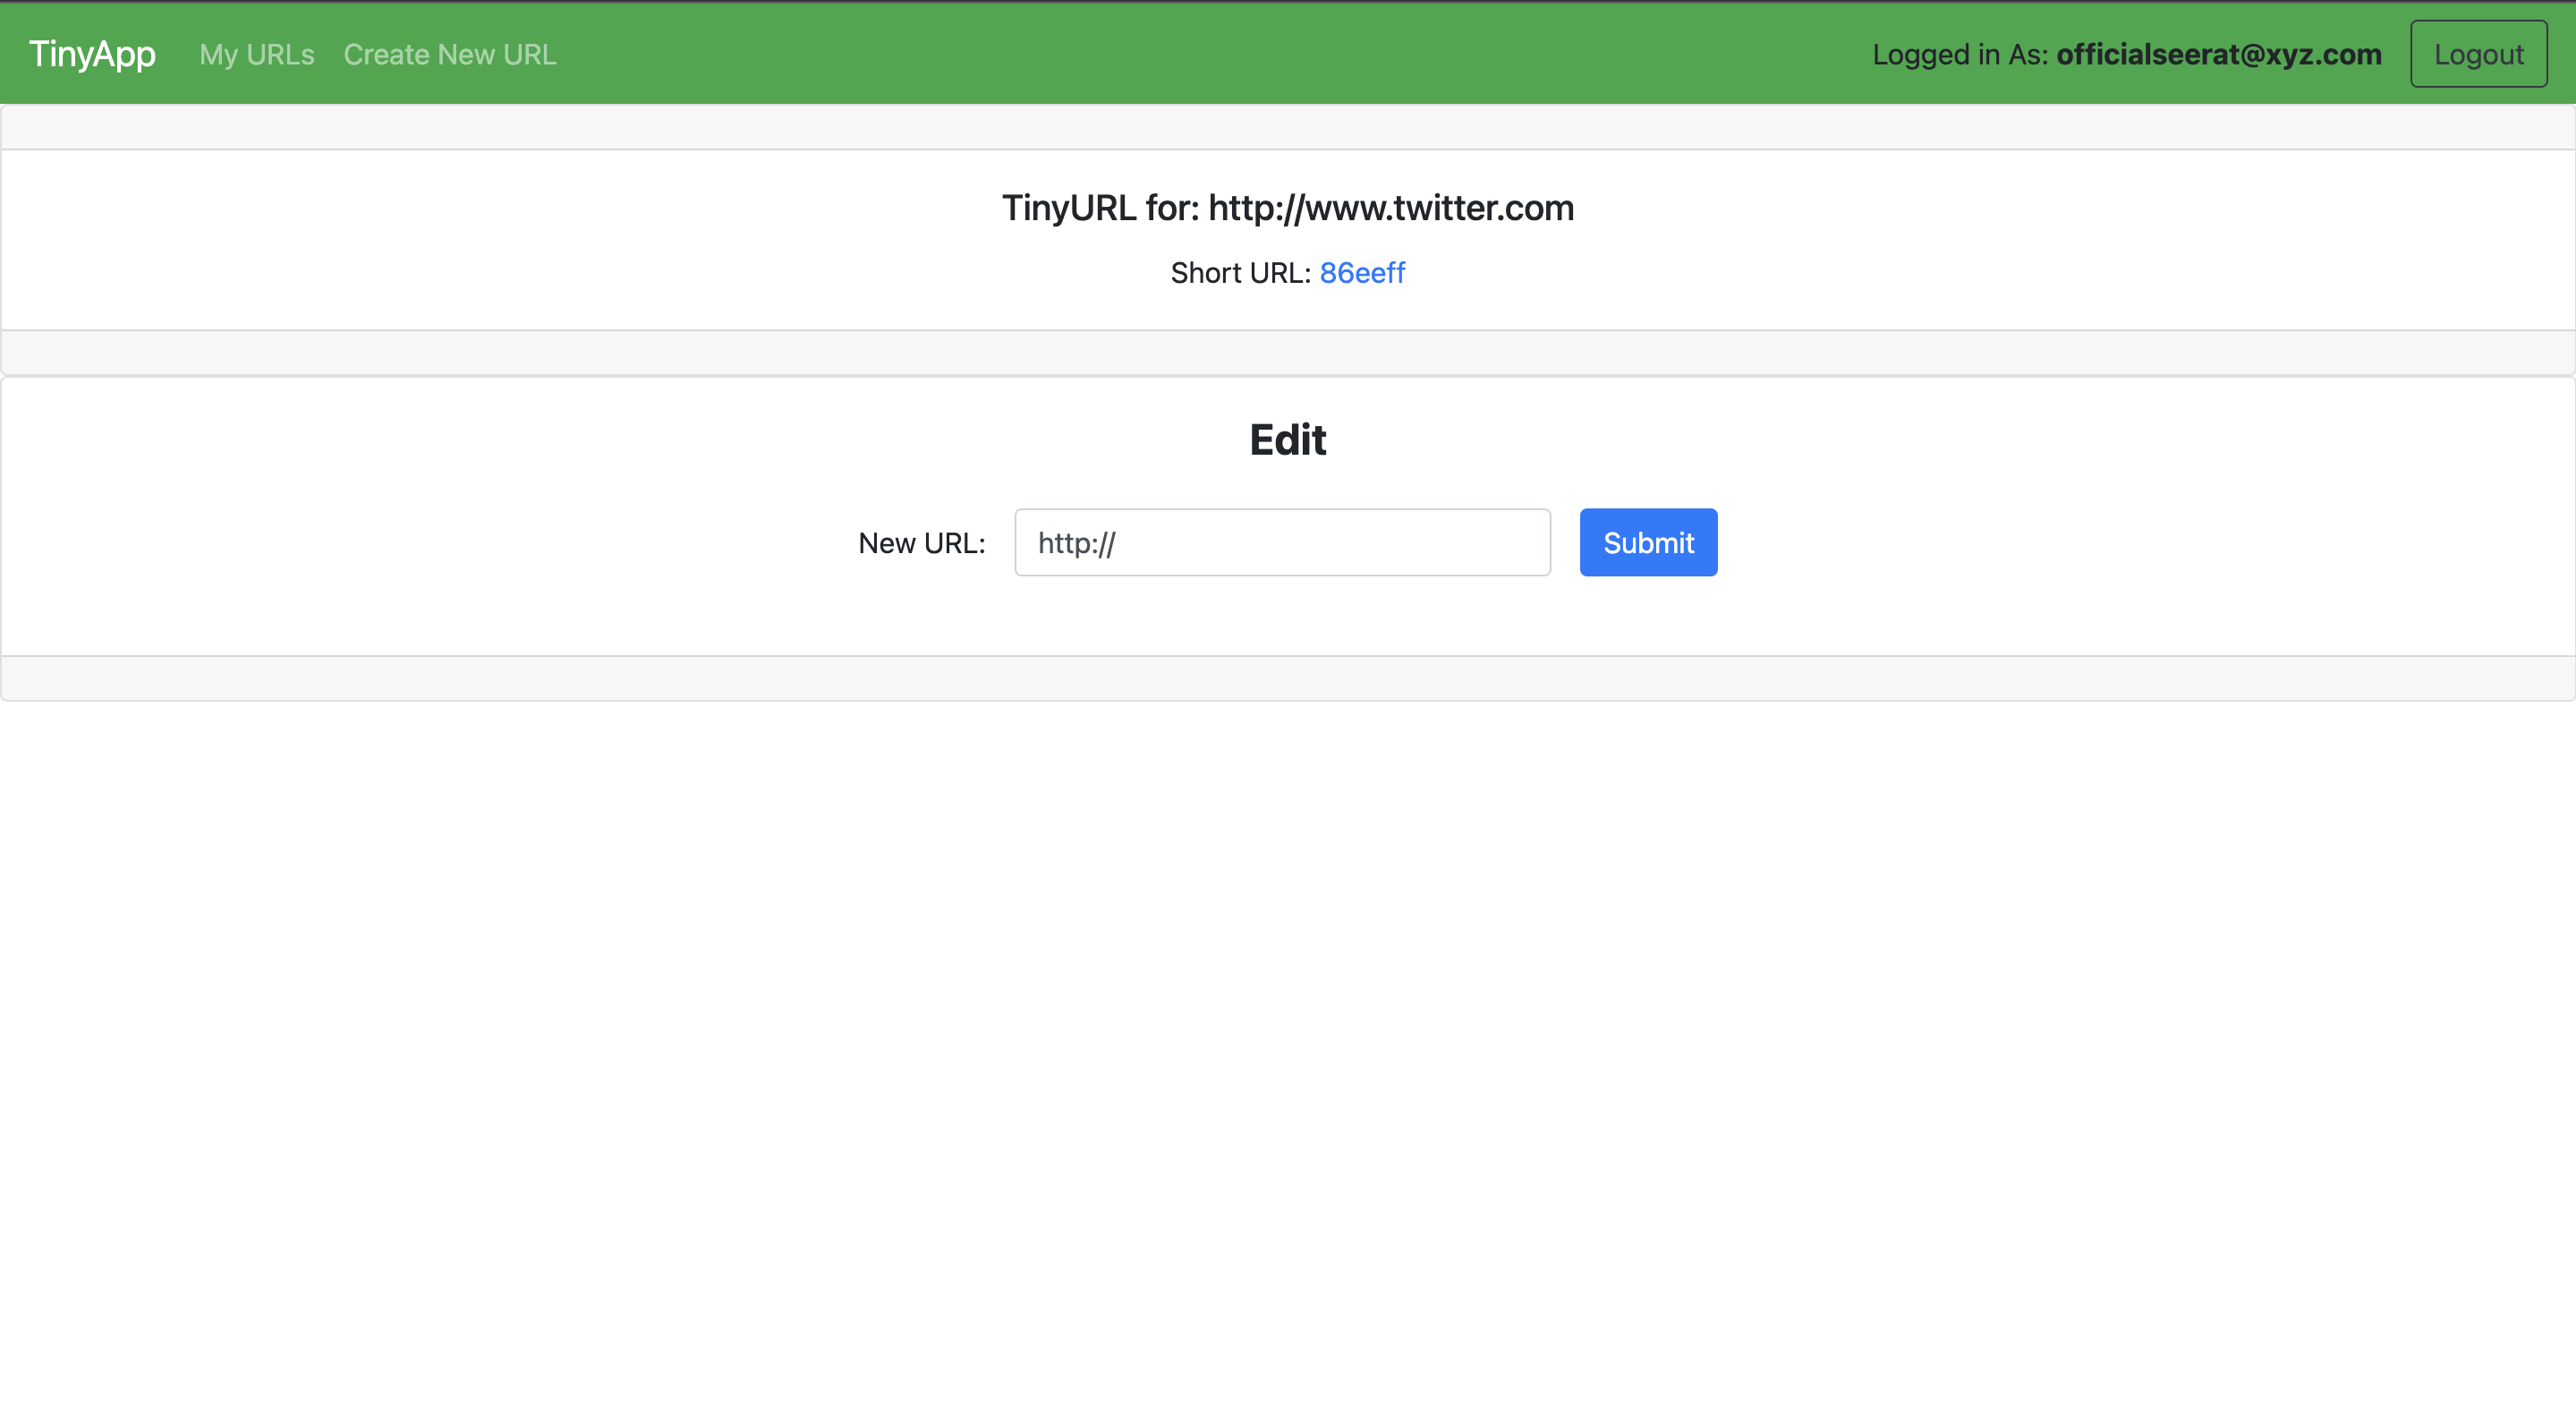 TinyApp My URLs Create New URL Logged in As: officialseerat@xyz.com Logout
TinyURL for: http://www.twitter.com
Short URL: 86eeff
Edit
New URL: http:// Submit